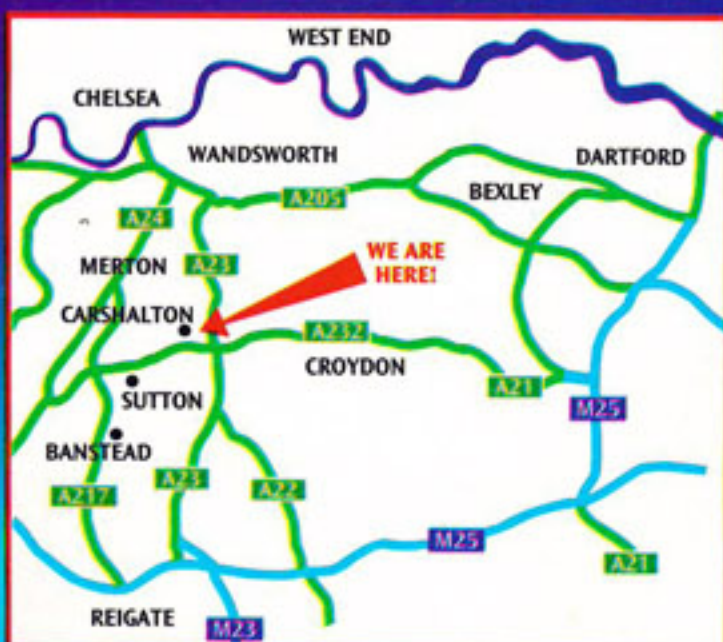 WEST END
CHELSEA
WANDSWORTH
DARTFORD
BEXLEY
A205
A24
WE ARE
HERE!
MERTON
A23
CARSHALTON
A232
CROYDON
A21
SUTTON
M25
BANSTEAD
A23
A217
A22
M25
A21
REIGATE
M23